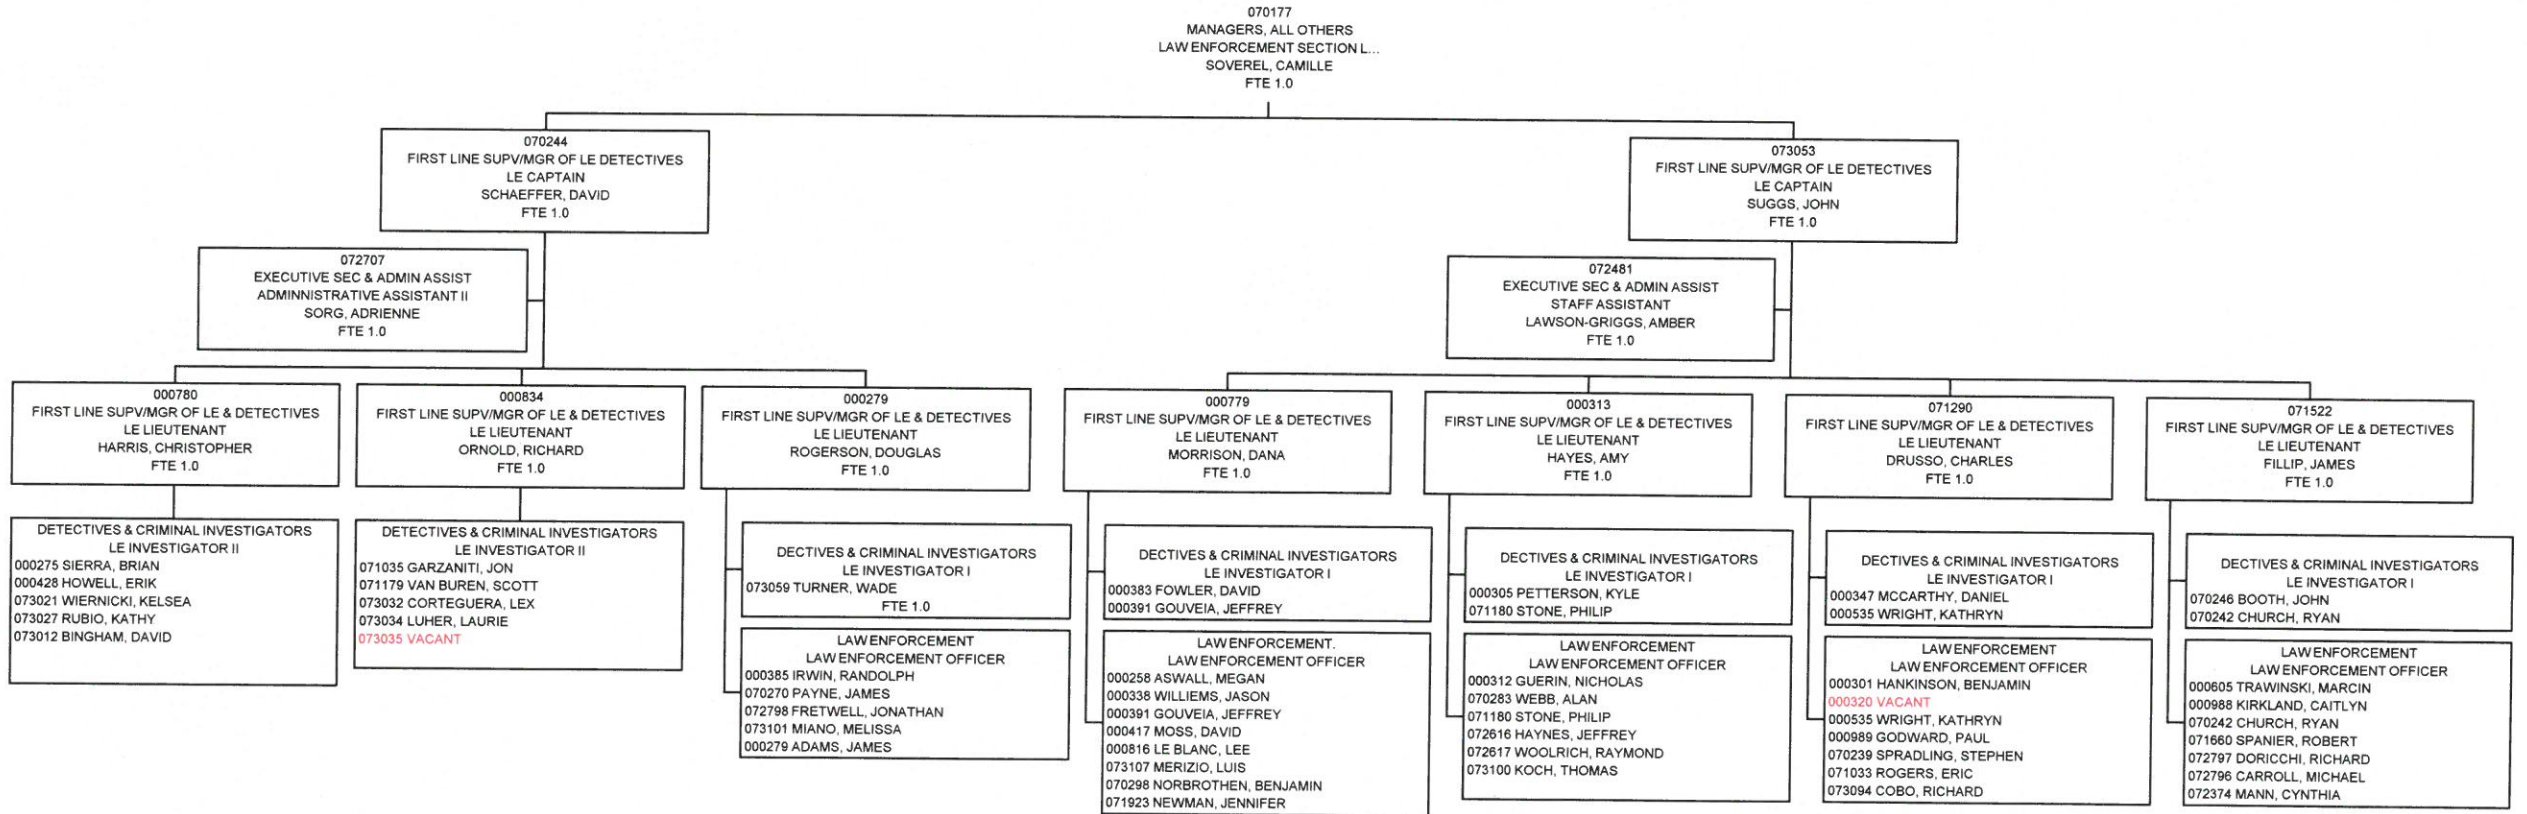 070177
MANAGERS, ALL OTHERS
LAW ENFORCEMENT SECTION L...
SOVEREL, CAMILLE
FTE 1.0
070244
FIRST LINE SUPV/MGR OF LE DETECTIVES
LE CAPTAIN
SCHAEFFER, DAVID
FTE 1.0
073053
FIRST LINE SUPV/MGR OF LE DETECTIVES
LE CAPTAIN
SUGGS, JOHN
FTE 1.0
072707
EXECUTIVE SEC & ADMIN ASSIST
ADMINNISTRATIVE ASSISTANT II
SORG, ADRIENNE
FTE 1.0
072481
EXECUTIVE SEC & ADMIN ASSIST
STAFF ASSISTANT
LAWSON-GRIGGS, AMBER
FTE 1.0
000780
FIRST LINE SUPV/MGR OF LE & DETECTIVES
LE LIEUTENANT
HARRIS, CHRISTOPHER
FTE 1.0
000834
FIRST LINE SUPV/MGR OF LE & DETECTIVES
LE LIEUTENANT
ORNOLD, RICHARD
FTE 1.0
000279
FIRST LINE SUPV/MGR OF LE & DETECTIVES
LE LIEUTENANT
ROGERSON, DOUGLAS
FTE 1.0
000779
FIRST LINE SUPV/MGR OF LE & DETECTIVES
LE LIEUTENANT
MORRISON, DANA
FTE 1.0
000313
FIRST LINE SUPV/MGR OF LE & DETECTIVES
LE LIEUTENANT
HAYES, AMY
FTE 1.0
071290
FIRST LINE SUPV/MGR OF LE & DETECTIVES
LE LIEUTENANT
DRUSSO, CHARLES
FTE 1.0
071522
FIRST LINE SUPV/MGR OF LE & DETECTIVES
LE LIEUTENANT
FILLIP, JAMES
FTE 1.0
DETECTIVES & CRIMINAL INVESTIGATORS
LE INVESTIGATOR II
000275 SIERRA, BRIAN
000428 HOWELL, ERIK
073021 WIERNICKI, KELSEA
073027 RUBIO, KATHY
073012 BINGHAM, DAVID
DETECTIVES & CRIMINAL INVESTIGATORS
LE INVESTIGATOR II
071035 GARZANITI, JON
071179 VAN BUREN, SCOTT
073032 CORTEGUERA, LEX
073034 LUHER, LAURIE
073035 VACANT
DECTIVES & CRIMINAL INVESTIGATORS
LE INVESTIGATOR I
073059 TURNER, WADE
FTE 1.0
LAW ENFORCEMENT
LAW ENFORCEMENT OFFICER
000385 IRWIN, RANDOLPH
070270 PAYNE, JAMES
072798 FRETWELL, JONATHAN
073101 MIANO, MELISSA
000279 ADAMS, JAMES
DECTIVES & CRIMINAL INVESTIGATORS
LE INVESTIGATOR I
000383 FOWLER, DAVID
000391 GOUVEIA, JEFFREY
LAW ENFORCEMENT.
LAW ENFORCEMENT OFFICER
000258 ASWALL, MEGAN
000338 WILLIEMS, JASON
000391 GOUVEIA, JEFFREY
000417 MOSS, DAVID
000816 LE BLANC, LEE
073107 MERIZIO, LUIS
070298 NORBROTHEN, BENJAMIN
071923 NEWMAN, JENNIFER
DECTIVES & CRIMINAL INVESTIGATORS
LE INVESTIGATOR I
000305 PETTERSON, KYLE
071180 STONE, PHILIP
LAW ENFORCEMENT
LAW ENFORCEMENT OFFICER
000312 GUERIN, NICHOLAS
070283 WEBB, ALAN
071180 STONE, PHILIP
072616 HAYNES, JEFFREY
072617 WOOLRICH, RAYMOND
073100 KOCH, THOMAS
DECTIVES & CRIMINAL INVESTIGATORS
LE INVESTIGATOR I
000347 MCCARTHY, DANIEL
000535 WRIGHT, KATHRYN
LAW ENFORCEMENT
LAW ENFORCEMENT OFFICER
000301 HANKINSON, BENJAMIN
000320 VACANT
000535 WRIGHT, KATHRYN
000989 GODWARD, PAUL
070239 SPRADLING, STEPHEN
071033 ROGERS, ERIC
073094 COBO, RICHARD
DECTIVES & CRIMINAL INVESTIGATORS
LE INVESTIGATOR I
070246 BOOTH, JOHN
070242 CHURCH, RYAN
LAW ENFORCEMENT
LAW ENFORCEMENT OFFICER
000605 TRAWINSKI, MARCIN
000988 KIRKLAND, CAITLYN
070242 CHURCH, RYAN
071660 SPANIER, ROBERT
072797 DORICCHI, RICHARD
072796 CARROLL, MICHAEL
072374 MANN, CYNTHIA